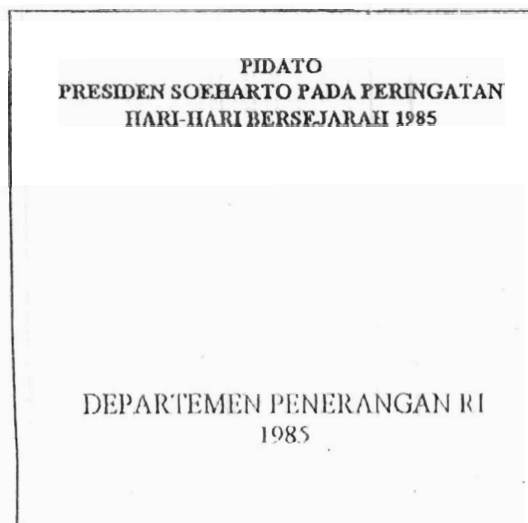 PIDATO
PRESIDEN SOEHARTO PADA PERINGATAN
HARI-HARI BERSEJARAH 1985
DEPARTEMEN PENERANGAN RI
1985